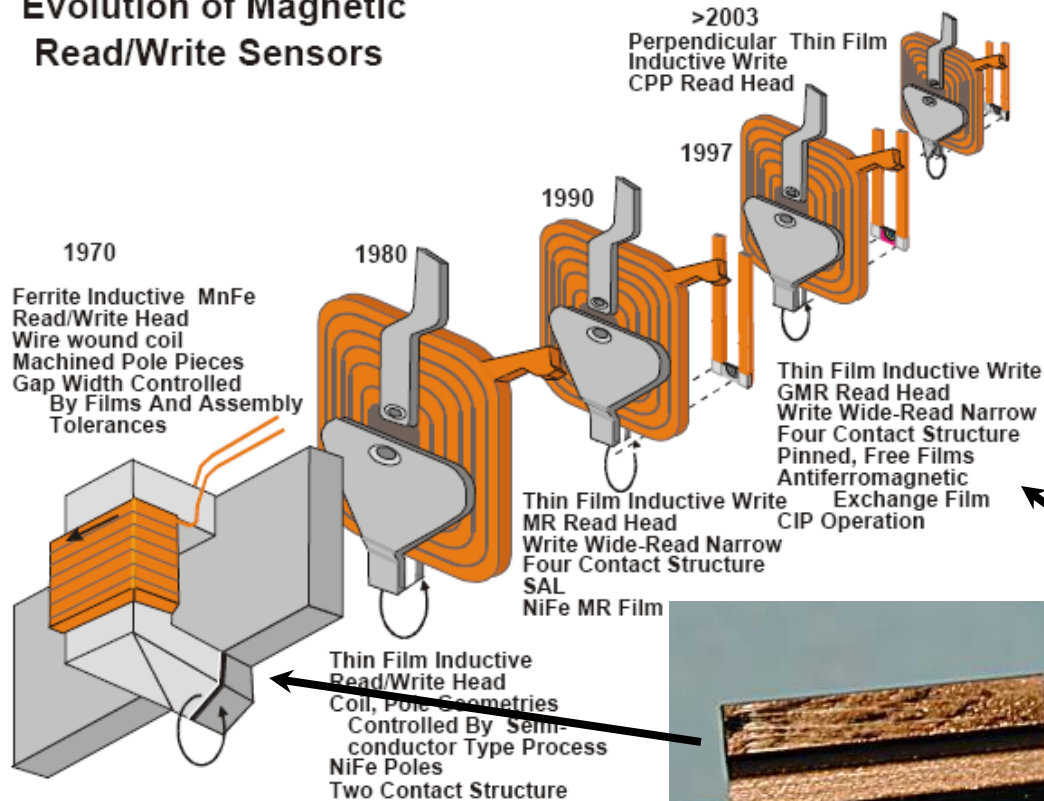 Evolution of Magnetic
Read/Write Sensors
1970
Ferrite Inductive MnFe
Read/Write Head
Wire wound coil
Machined Pole Pieces
Gap Width Controlled
By Films And Assembly
Tolerances
1980
Thin Film Inductive
Read/Write Head
Coil, Pole Geometries
Controlled By Semi-
conductor Type Process
NiFe Poles
Two Contact Structure
1990
Thin Film Inductive Write
MR Read Head
Write Wide-Read Narrow
Four Contact Structure
SAL
NiFe MR Film
1997
Thin Film Inductive Write
GMR Read Head
Write Wide-Read Narrow
Four Contact Structure
Pinned, Free Films
Antiferromagnetic
Exchange Film
CIP Operation
>2003
Perpendicular Thin Film
Inductive Write
CPP Read Head